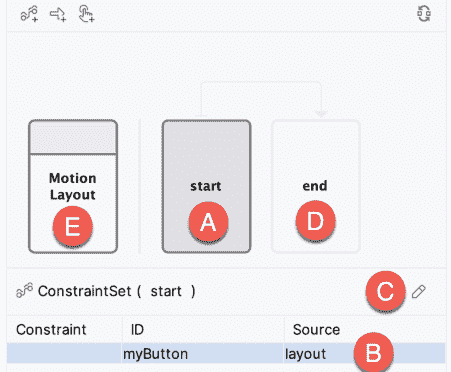 Motion
Layout
E
start
A
end
D
ConstraintSet ( start )
C
Constraint ID Source
myButton layout
B